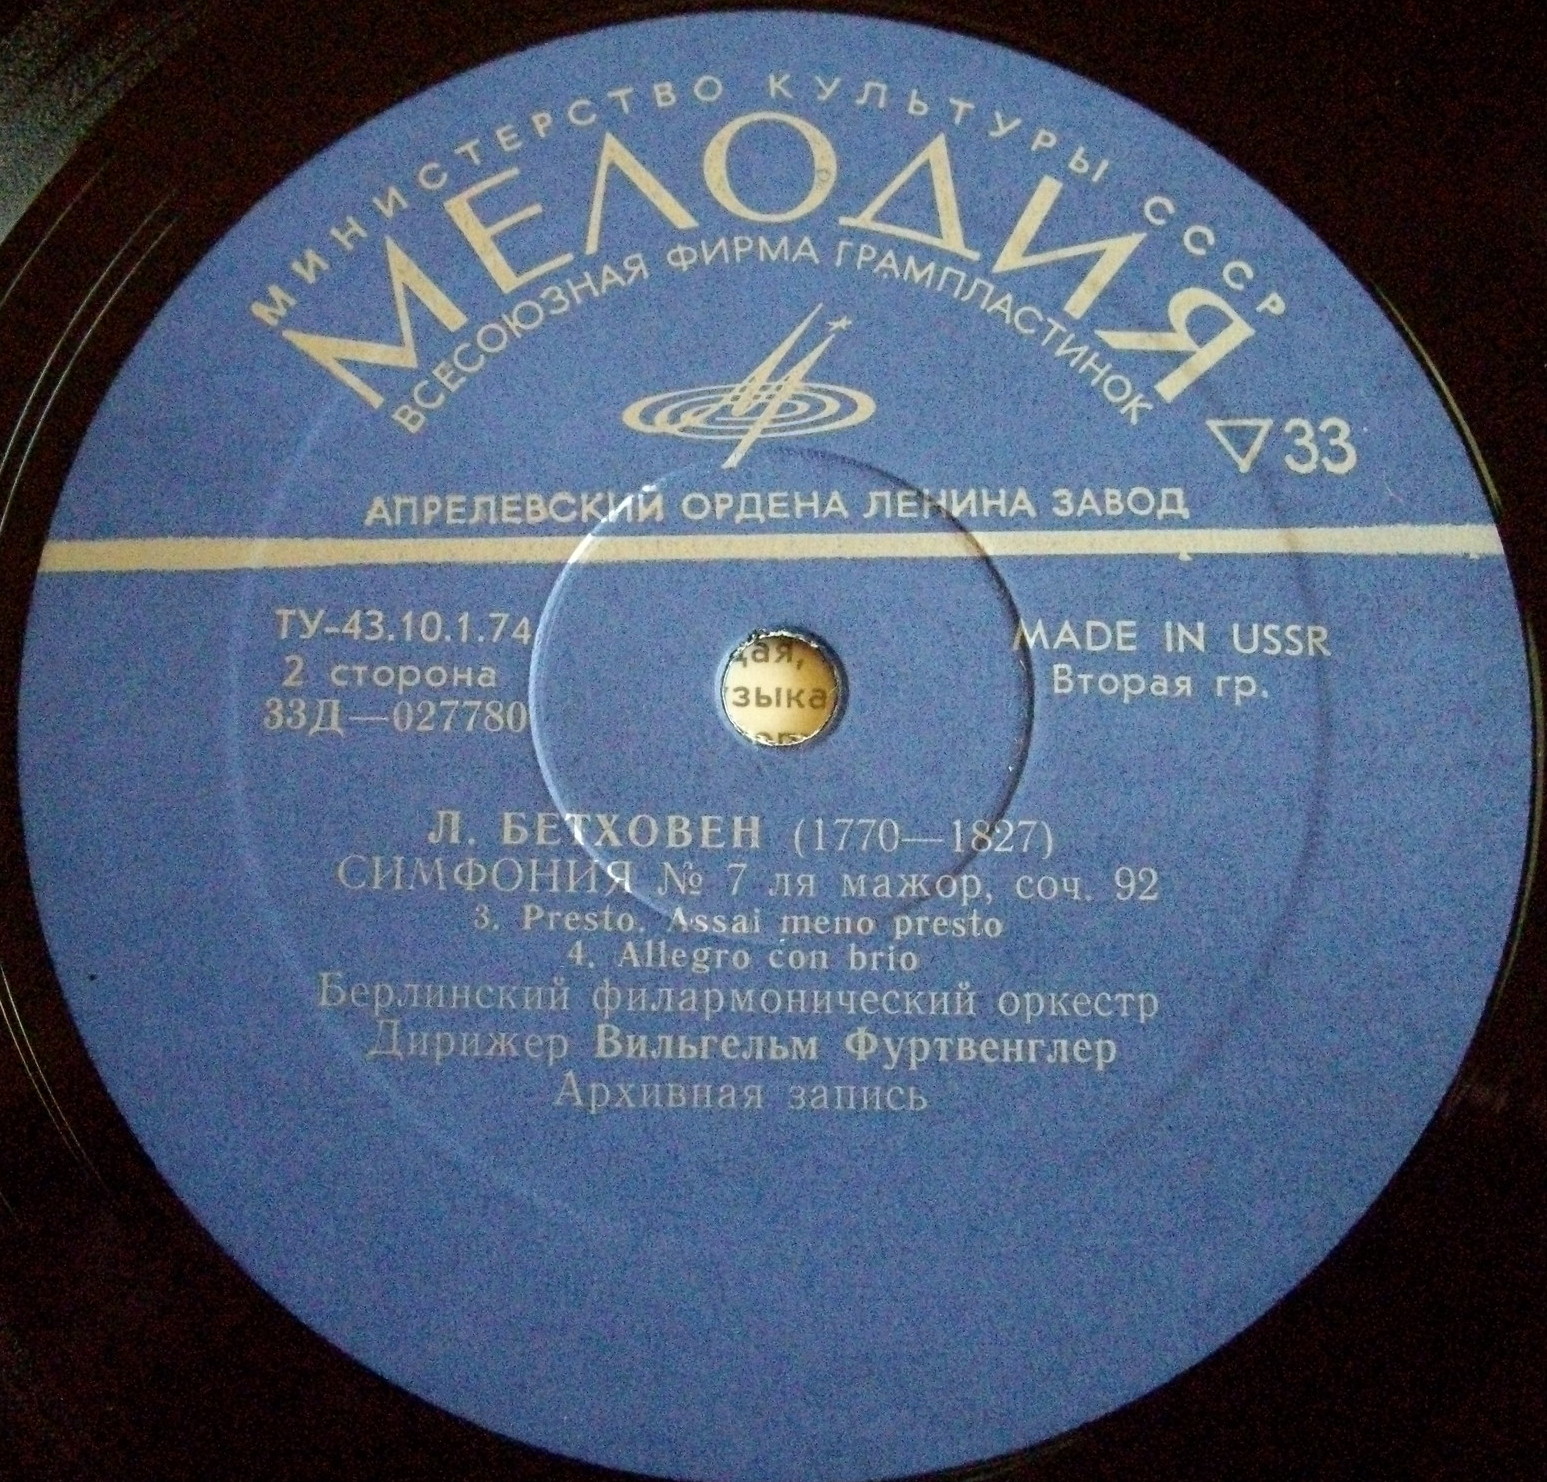 МИНИСТЕРСТВО КУЛЬТУРЫ СССР
МЕЛОДИЯ
ВСЕСОЮЗНАЯ ФИРМА ГРАМПЛАСТИНОК
▽33
АПРЕЛЕВСКИЙ ОРДЕНА ЛЕНИНА ЗАВОД
ТУ-43.10.1.74
2 сторона
33Д—027780
MADE IN USSR
Вторая гр.
Л. БЕТХОВЕН (1770—1827)
СИМФОНИЯ № 7 ля мажор, соч. 92
3. Presto. Assai meno presto
4. Allegro con brio
Берлинский филармонический оркестр
Дирижер Вильгельм Фуртвенглер
Архивная запись